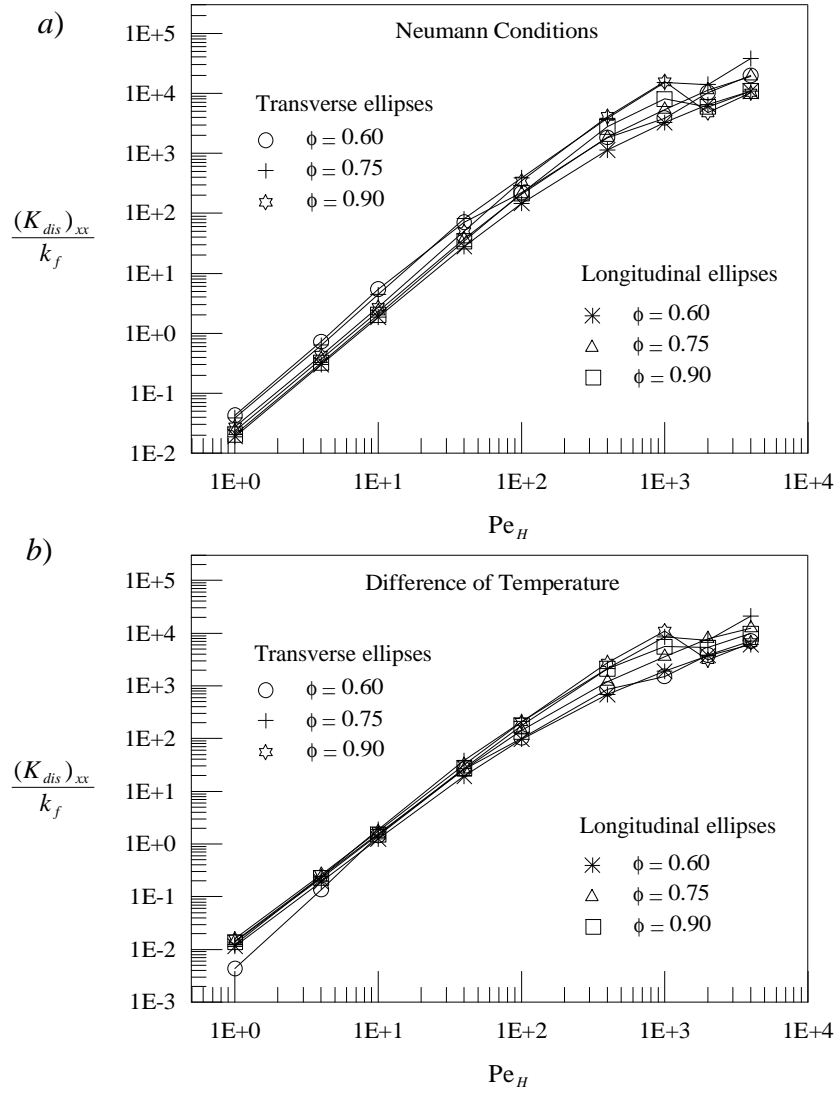 a)
Neumann Conditions
1E+5
1E+4
1E+3
1E+2
1E+1
1E+0
1E-1
1E-2
(K_dis)_xx
k_f
Transverse ellipses
ϕ = 0.60
ϕ = 0.75
ϕ = 0.90
Longitudinal ellipses
ϕ = 0.60
ϕ = 0.75
ϕ = 0.90
1E+0 1E+1 1E+2 1E+3 1E+4
Pe_H
b)
Difference of Temperature
1E+5
1E+4
1E+3
1E+2
1E+1
1E+0
1E-1
1E-2
1E-3
(K_dis)_xx
k_f
Transverse ellipses
ϕ = 0.60
ϕ = 0.75
ϕ = 0.90
Longitudinal ellipses
ϕ = 0.60
ϕ = 0.75
ϕ = 0.90
1E+0 1E+1 1E+2 1E+3 1E+4
Pe_H